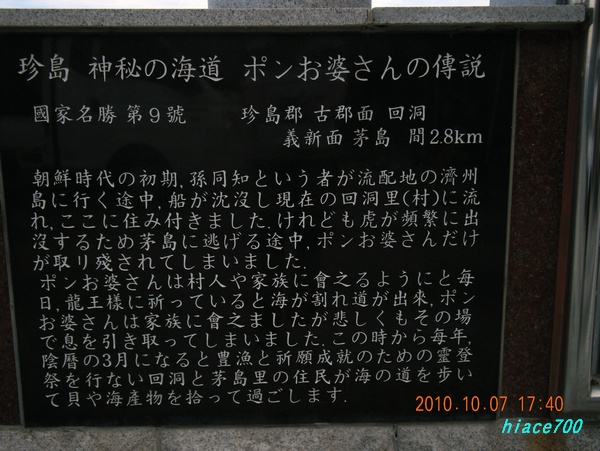 珍島 神秘の海道 ポンお婆さんの傳説
國家名勝 第9號 珍島郡 古郡面 回洞
義新面 茅島 間2.8km
朝鮮時代の初期,孫同知という者が流配地の濟州
島に行く途中,船が沈没し現在の回洞里(村)に流
れ,ここに住み付きました.けれども虎が頻繁に出
沒するため茅島に逃げる途中,ポンお婆さんだけ
が取り殘されてしまいました.
ポンお婆さんは村人や家族に會えるようにと每
日,龍王様に祈っていると海が割れ道が出來,ポン
お婆さんは家族に會えましたが悲しくもその場
で息を引き取ってしまいました.この時から每年,
陰暦の3月になると豊漁と祈願成就のための霊登
祭を行ない回洞と茅島里の住民が海の道を歩い
て貝や海産物を拾って過ごします.
2010.10.07 17:40
hiace700